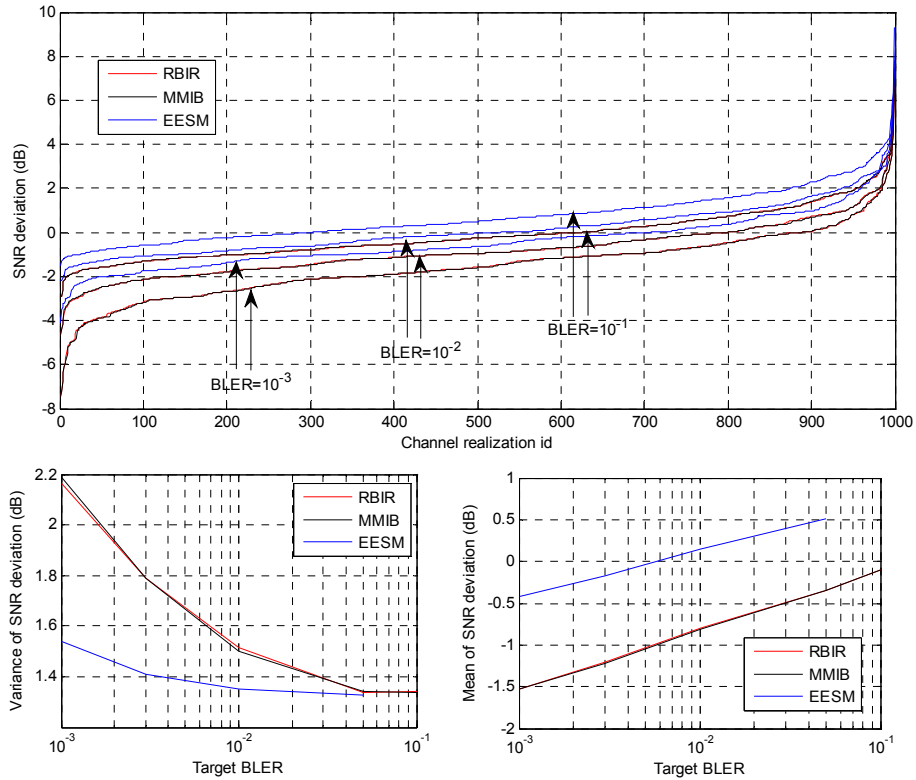 10
8
6
4
2
0
-2
-4
-6
-8
SNR deviation (dB)
RBIR
MMIB
EESM
BLER=10⁻³
BLER=10⁻²
BLER=10⁻¹
0 100 200 300 400 500 600 700 800 900 1000
Channel realization id
2.2
2
1.8
1.6
1.4
Variance of SNR deviation (dB)
RBIR
MMIB
EESM
10⁻³ 10⁻² 10⁻¹
Target BLER
1
0.5
0
-0.5
-1
-1.5
-2
Mean of SNR deviation (dB)
RBIR
MMIB
EESM
10⁻³ 10⁻² 10⁻¹
Target BLER